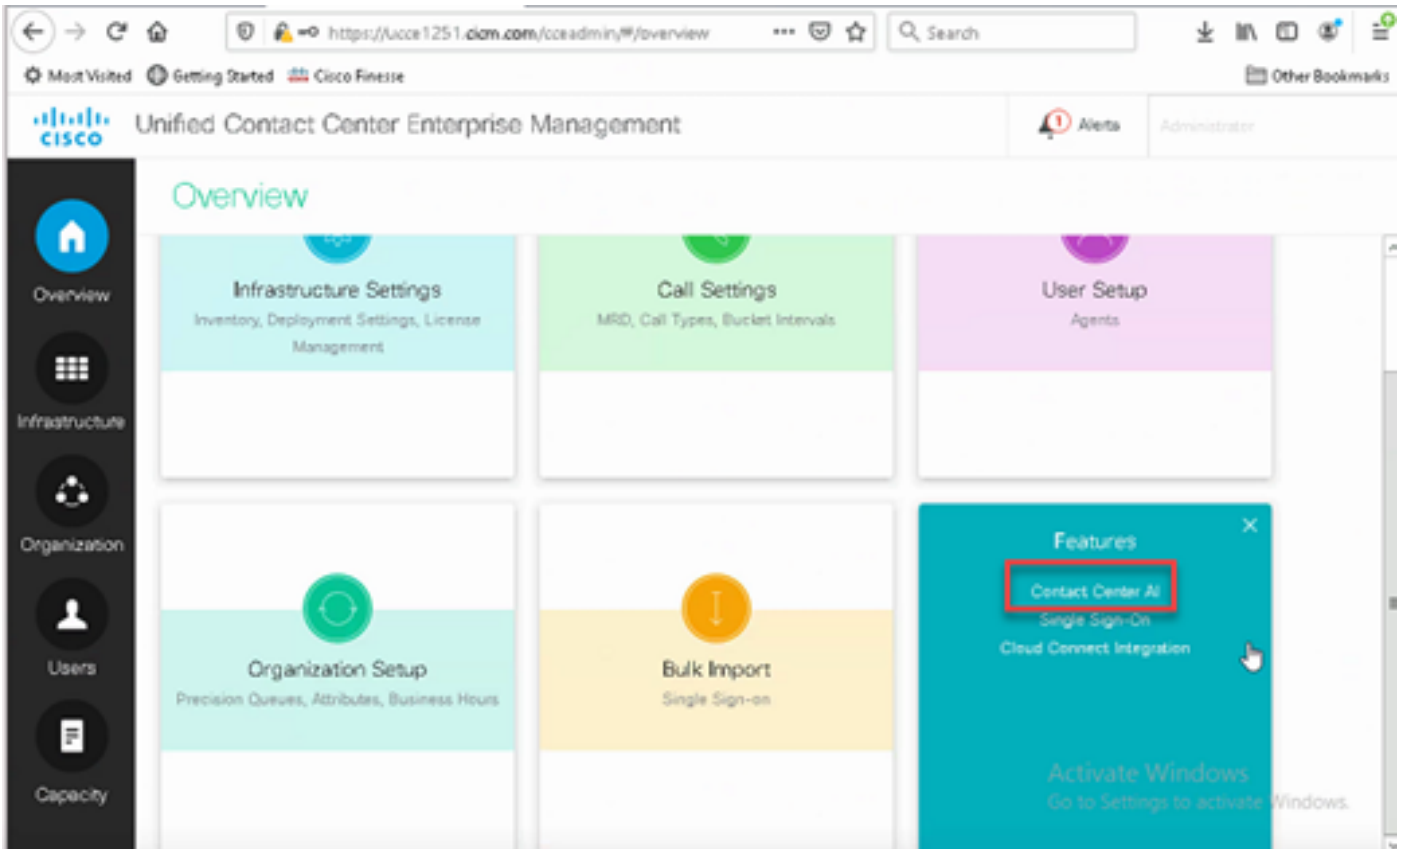 https://ucce1251.cicm.com/cceadmin/#/overview
Search
Most Visited
Getting Started
Cisco Finesse
Other Bookmarks
CISCO
Unified Contact Center Enterprise Management
1
Alerts
Administrator
Overview
Overview
Infrastructure
Organization
Users
Capacity
Infrastructure Settings
Inventory, Deployment Settings, License
Management
Call Settings
MRD, Call Types, Bucket Intervals
User Setup
Agents
Organization Setup
Precision Queues, Attributes, Business Hours
Bulk Import
Single Sign-on
Features
Contact Center AI
Single Sign-On
Cloud Connect Integration
Activate Windows
Go to Settings to activate Windows.